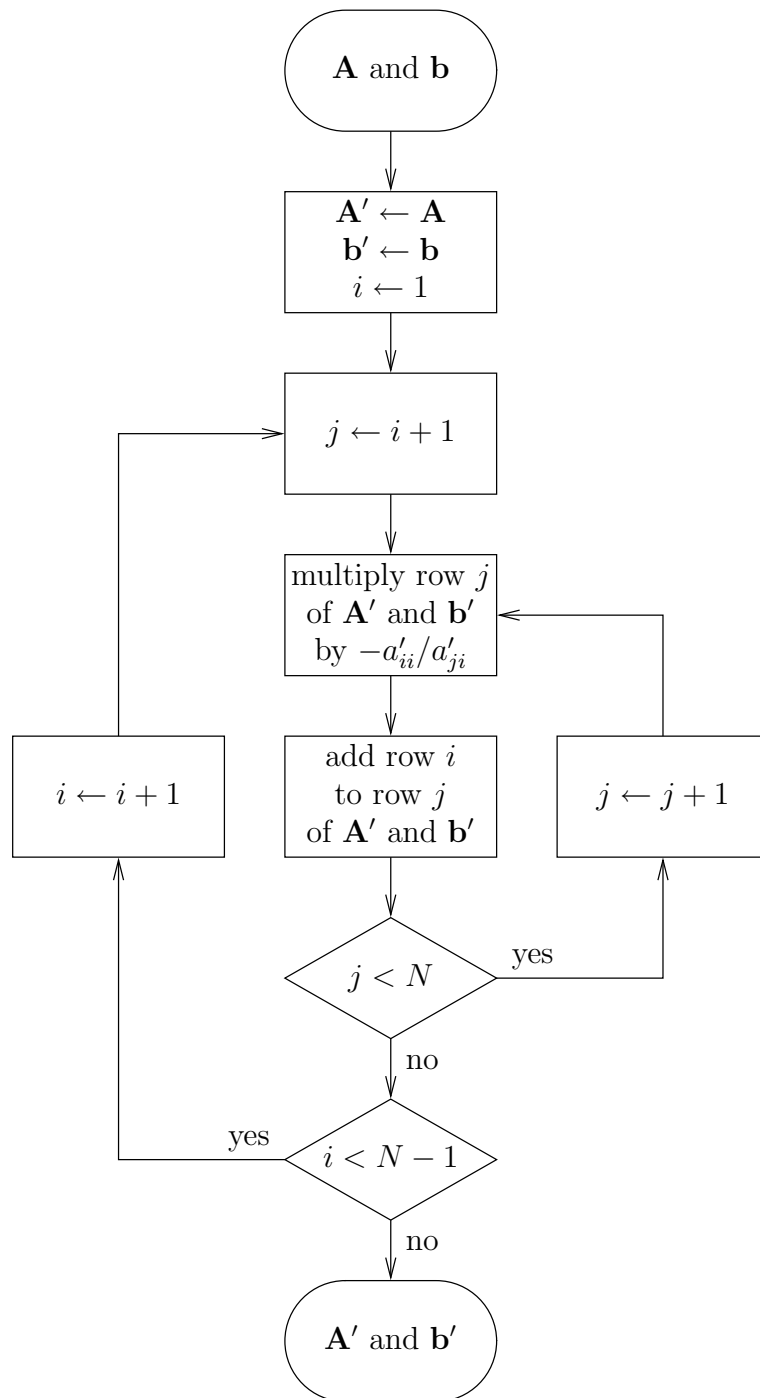 A and b
A′ ← A
b′ ← b
i ← 1
j ← i + 1
multiply row j
of A′ and b′
by −a′ii/a′ji
add row i
to row j
of A′ and b′
i ← i + 1
j ← j + 1
j < N
yes
no
i < N − 1
yes
no
A′ and b′